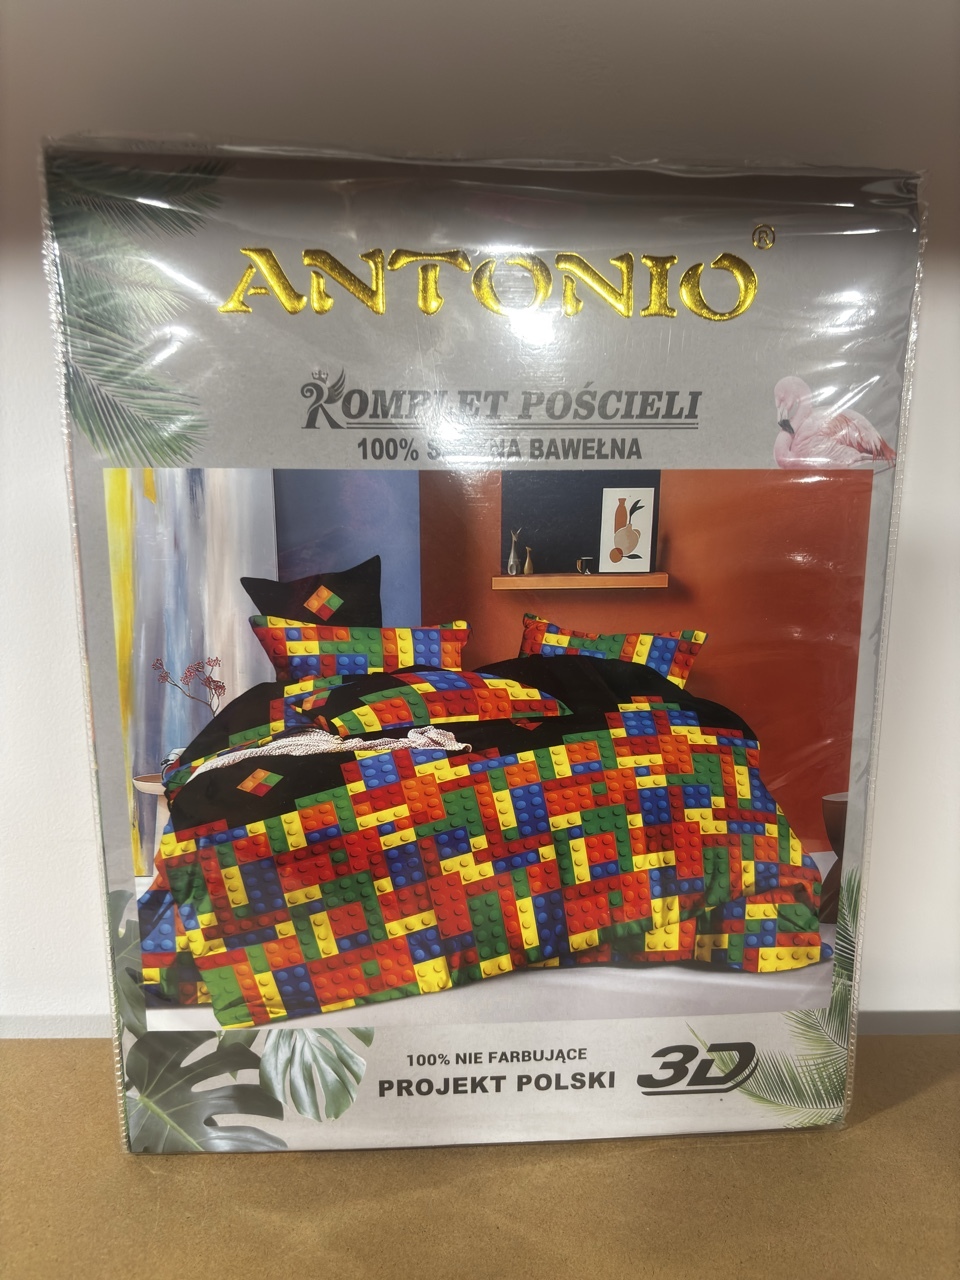 ANTONIO®
KOMPLET POŚCIELI
100% BAWEŁNA
100% NIE FARBUJĄCE
PROJEKT POLSKI
3D